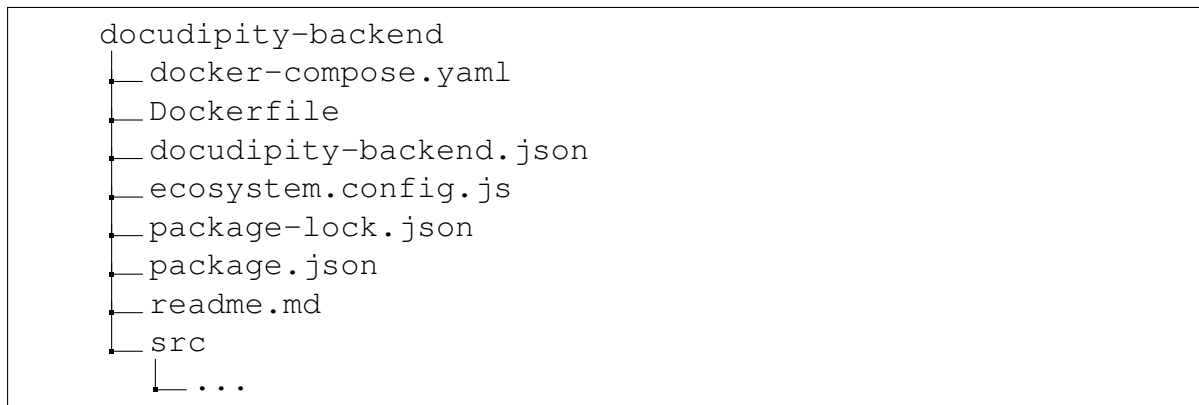 docudipity-backend
docker-compose.yaml
Dockerfile
docudipity-backend.json
ecosystem.config.js
package-lock.json
package.json
readme.md
src
...